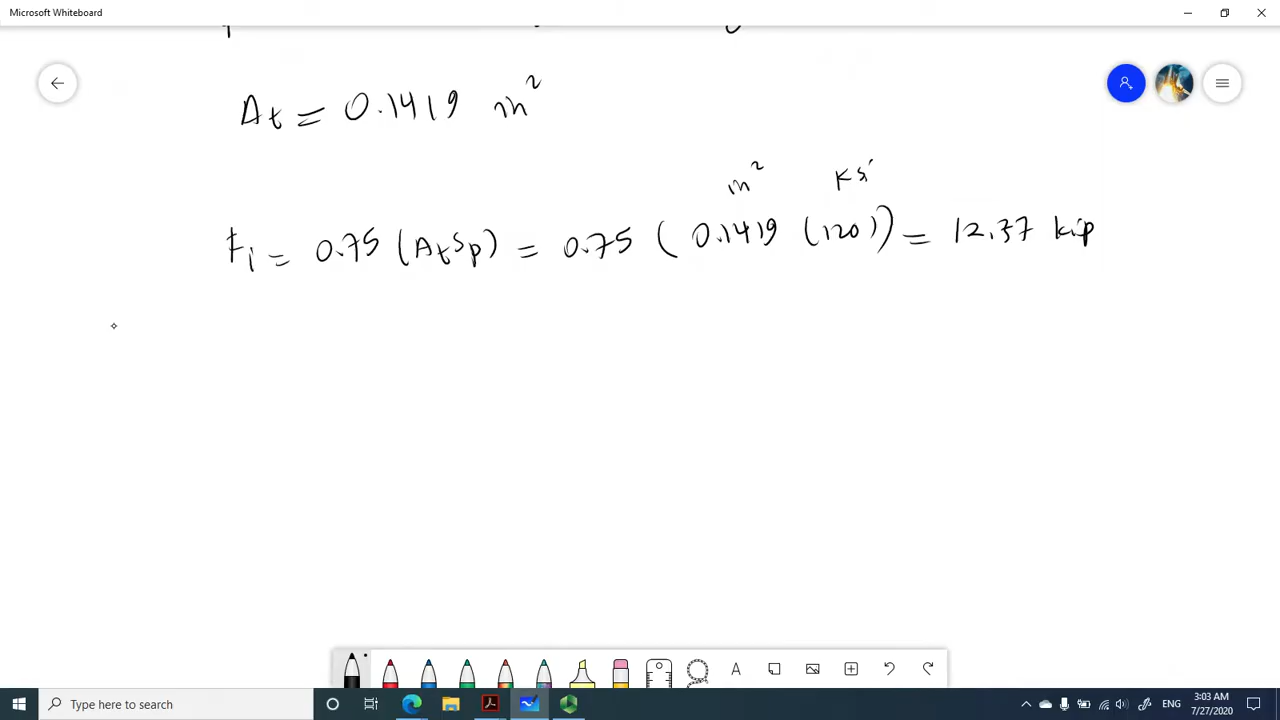 Microsoft Whiteboard
At = 0.1419 in²
in² Ksi
Fi = 0.75 (AtSp) = 0.75 ( 0.1419 (120)) = 12.77 kip
A
Type here to search
ENG
3:03 AM
7/27/2020